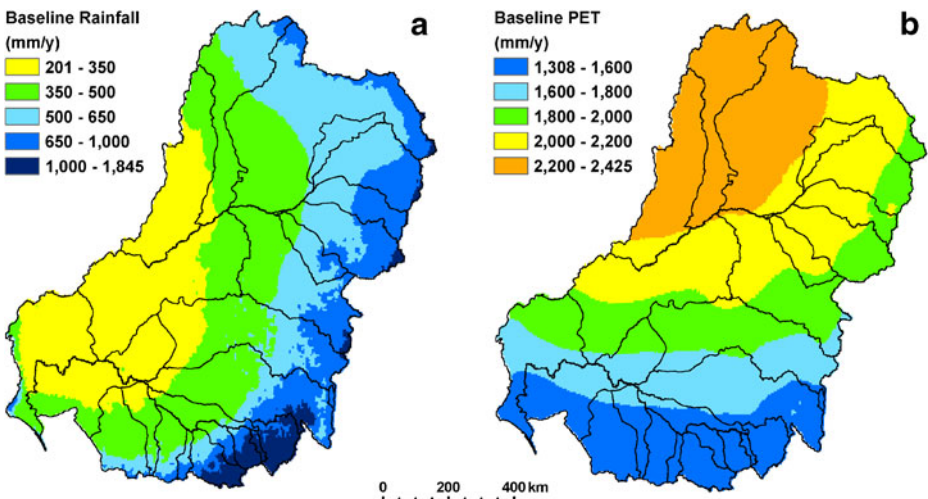 Baseline Rainfall
(mm/y)
201 - 350
350 - 500
500 - 650
650 - 1,000
1,000 - 1,845
a
Baseline PET
(mm/y)
1,308 - 1,600
1,600 - 1,800
1,800 - 2,000
2,000 - 2,200
2,200 - 2,425
b
0 200 400 km